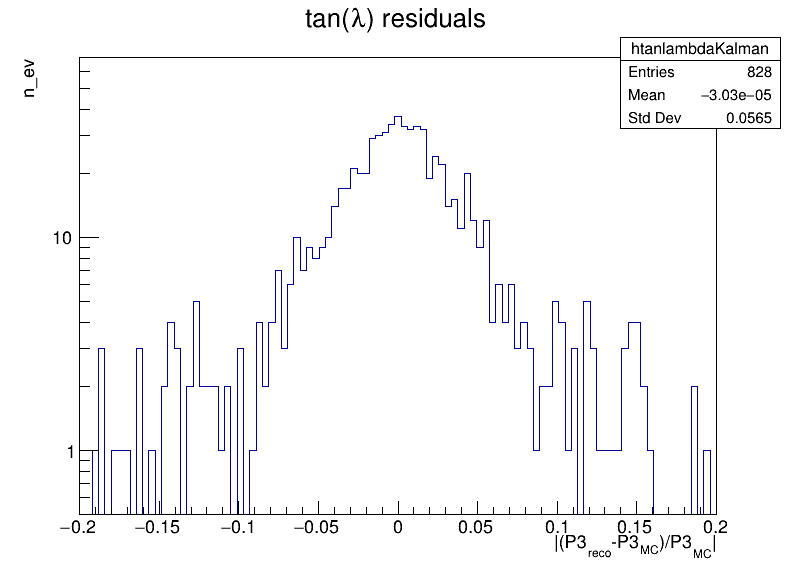 tan(λ) residuals
n_ev
htanlambdaKalman
Entries 828
Mean −3.03e−05
Std Dev 0.0565
10
1
−0.2 −0.15 −0.1 −0.05 0 0.05 0.1 0.15 0.2
|(P3reco-P3MC)/P3MC|